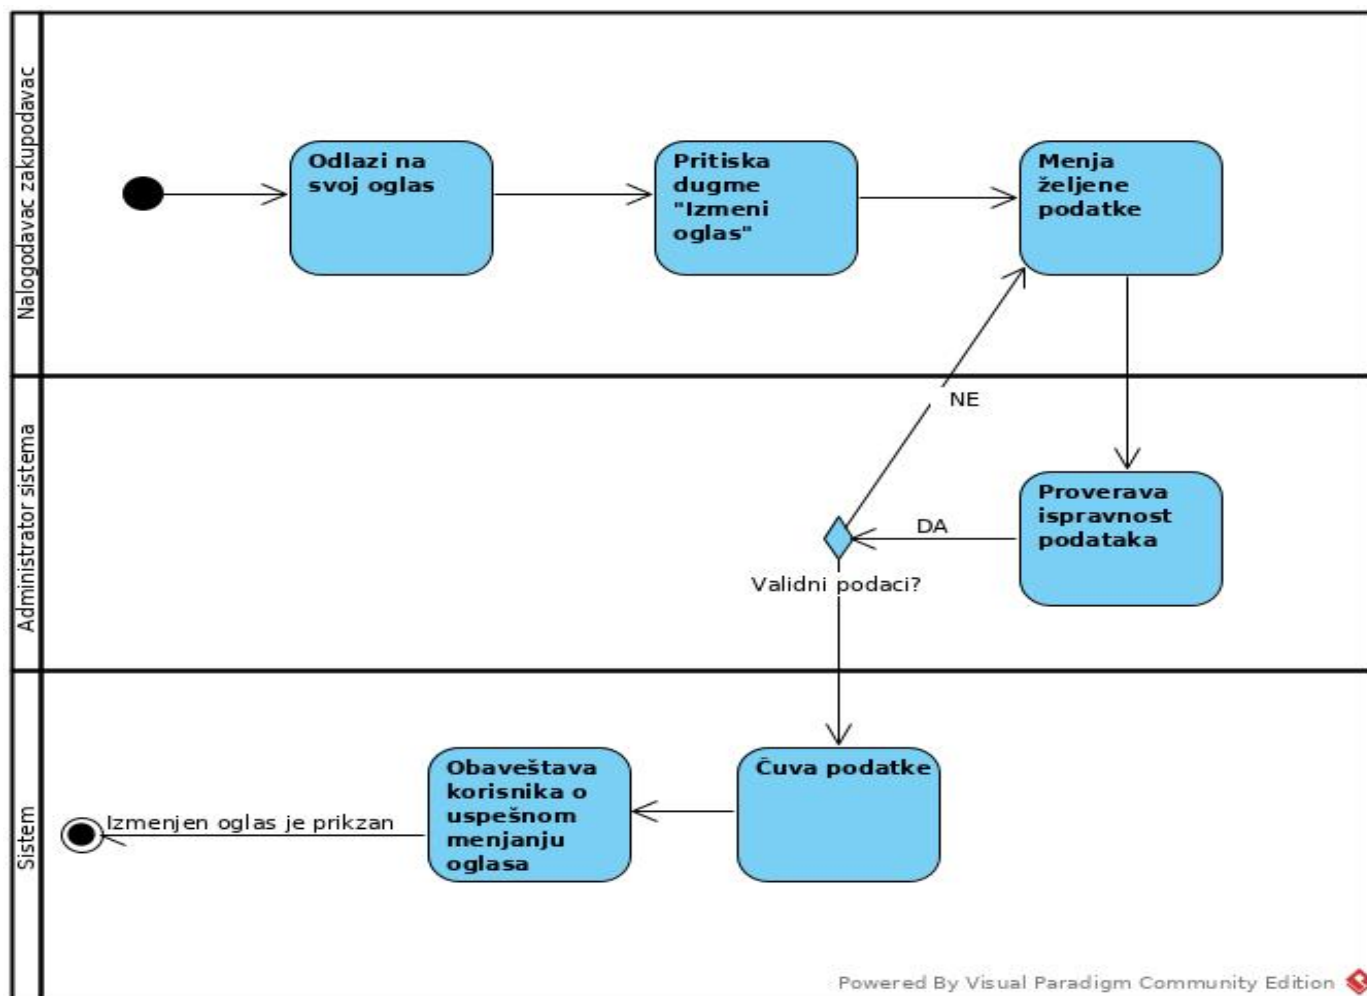 Nalogodavac zakupodavac
Odlazi na
svoj oglas
Pritiska
dugme
"Izmeni
oglas"
Menja
željene
podatke
NE
Administrator sistema
Proverava
ispravnost
podataka
DA
Validni podaci?
Sistem
Čuva podatke
Obaveštava
korisnika o
uspešnom
menjanju
oglasa
Izmenjen oglas je prikzan
Powered By Visual Paradigm Community Edition